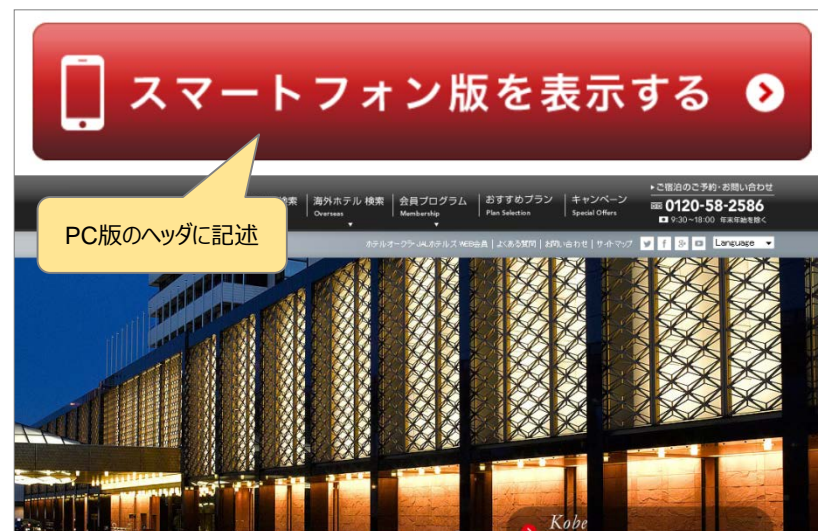 スマートフォン版を表示する
PC版のヘッダに記述
検索
海外ホテル 検索
Overseas
会員プログラム
Membership
おすすめプラン
Plan Selection
キャンペーン
Special Offers
ご宿泊のご予約・お問い合わせ
0120-58-2586
9:30~18:00 年末年始を除く
ホテルオークラ・JALホテルズ WEB会員 | よくある質問 | お問い合わせ | サイトマップ
Language
Kobe